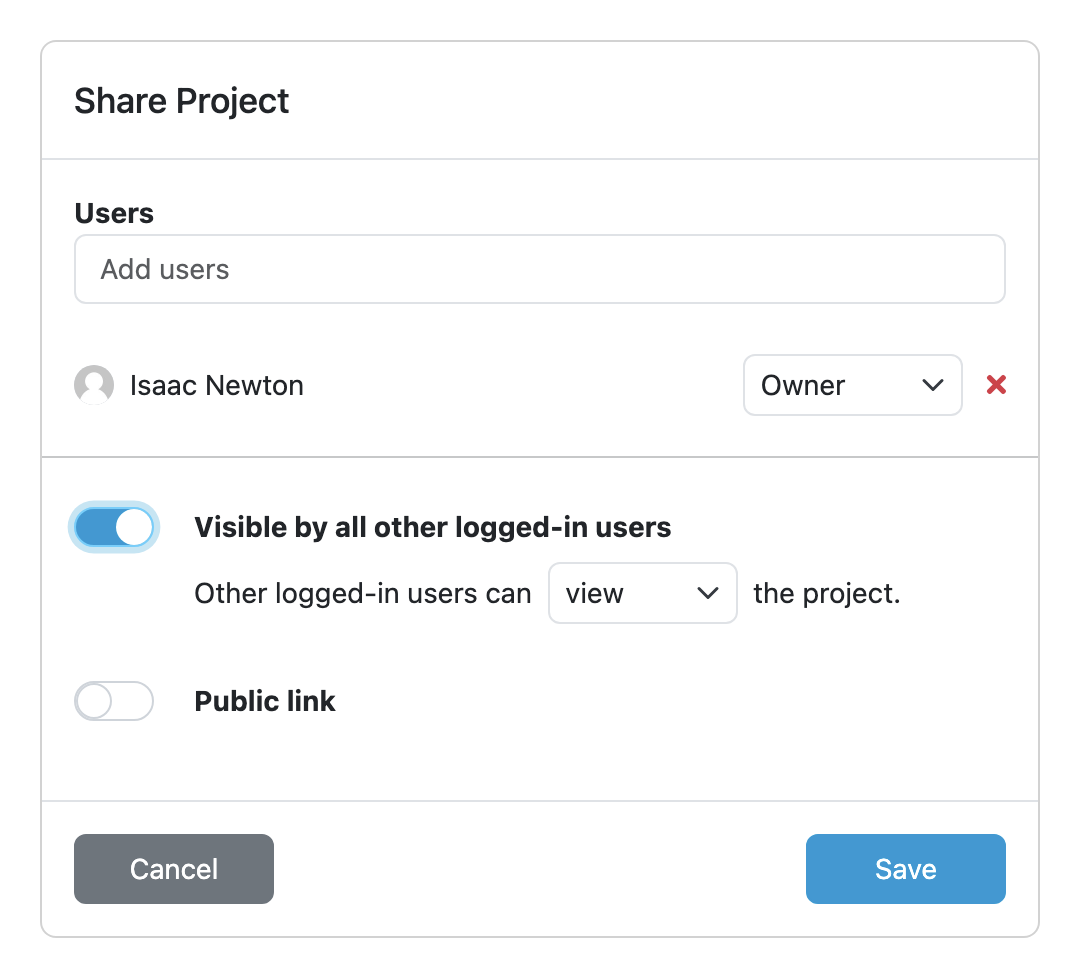 Share Project
Users
Add users
Isaac Newton Owner
Visible by all other logged-in users
Other logged-in users can view the project.
Public link
Cancel Save